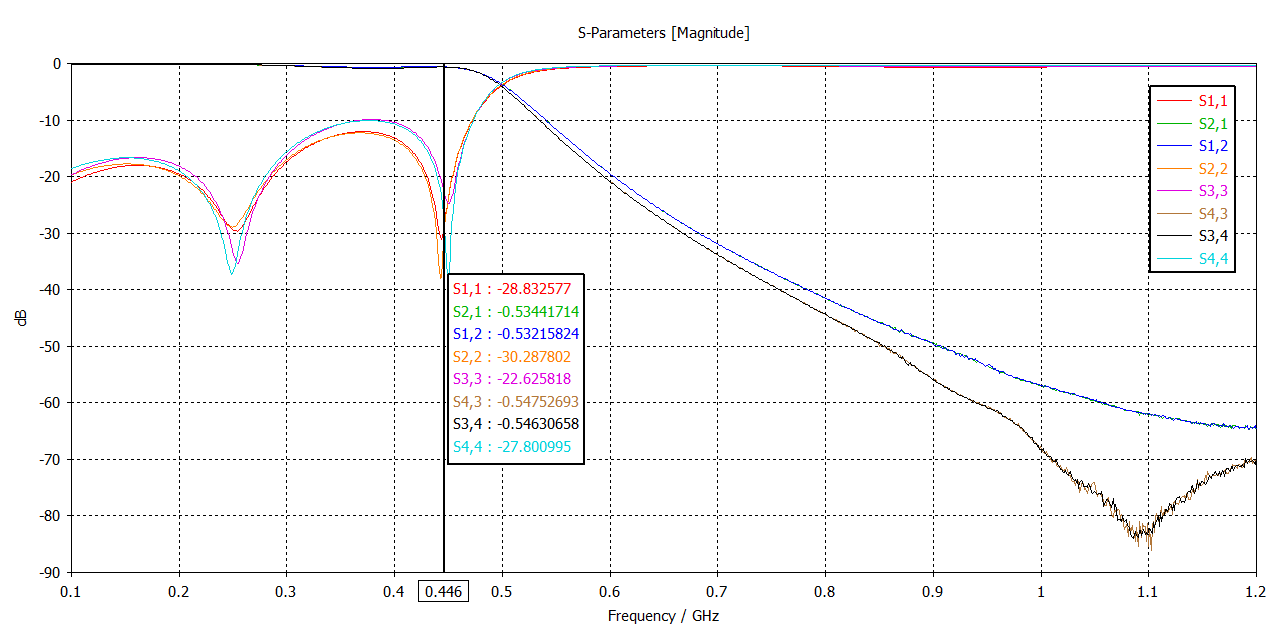 S-Parameters [Magnitude]
0
-10
-20
-30
-40
-50
-60
-70
-80
-90
dB
S1,1
S2,1
S1,2
S2,2
S3,3
S4,3
S3,4
S4,4
S1,1 : -28.832577
S2,1 : -0.53441714
S1,2 : -0.53215824
S2,2 : -30.287802
S3,3 : -22.625818
S4,3 : -0.54752693
S3,4 : -0.54630658
S4,4 : -27.800995
0.1 0.2 0.3 0.4 0.446 0.5 0.6 0.7 0.8 0.9 1 1.1 1.2
Frequency / GHz